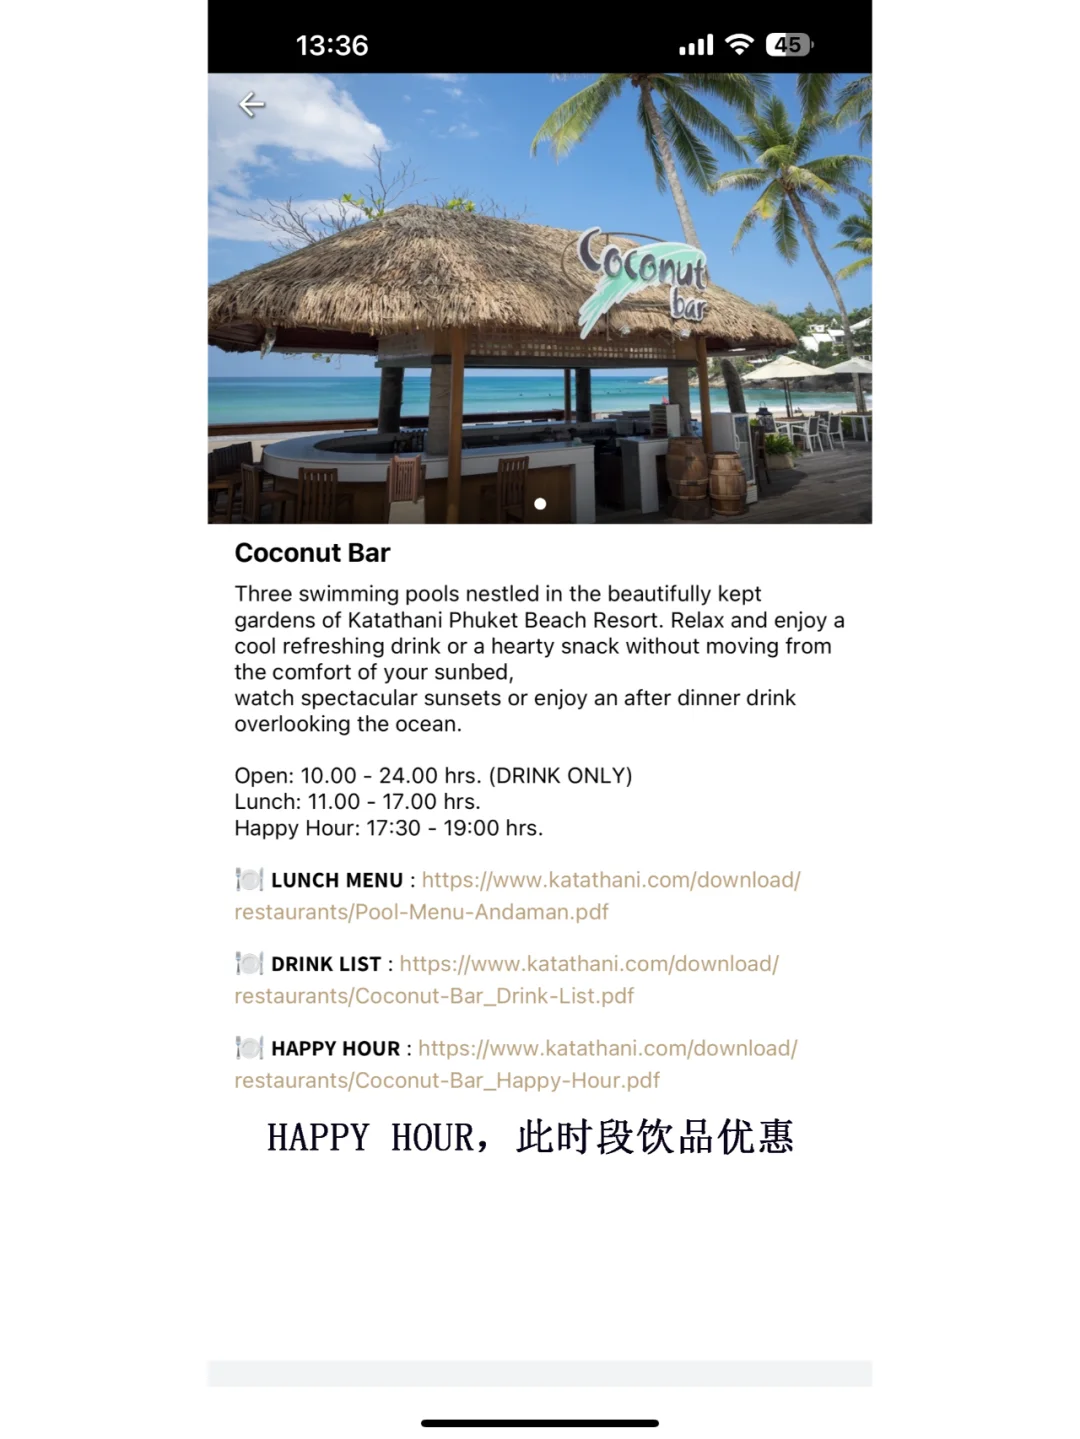 13:36
45
Coconut
bar
Coconut Bar
Three swimming pools nestled in the beautifully kept
gardens of Katathani Phuket Beach Resort. Relax and enjoy a
cool refreshing drink or a hearty snack without moving from
the comfort of your sunbed,
watch spectacular sunsets or enjoy an after dinner drink
overlooking the ocean.
Open: 10.00 - 24.00 hrs. (DRINK ONLY)
Lunch: 11.00 - 17.00 hrs.
Happy Hour: 17:30 - 19:00 hrs.
🍽️ LUNCH MENU : https://www.katathani.com/download/
restaurants/Pool-Menu-Andaman.pdf
🍽️ DRINK LIST : https://www.katathani.com/download/
restaurants/Coconut-Bar_Drink-List.pdf
🍽️ HAPPY HOUR : https://www.katathani.com/download/
restaurants/Coconut-Bar_Happy-Hour.pdf
HAPPY HOUR，此时段饮品优惠